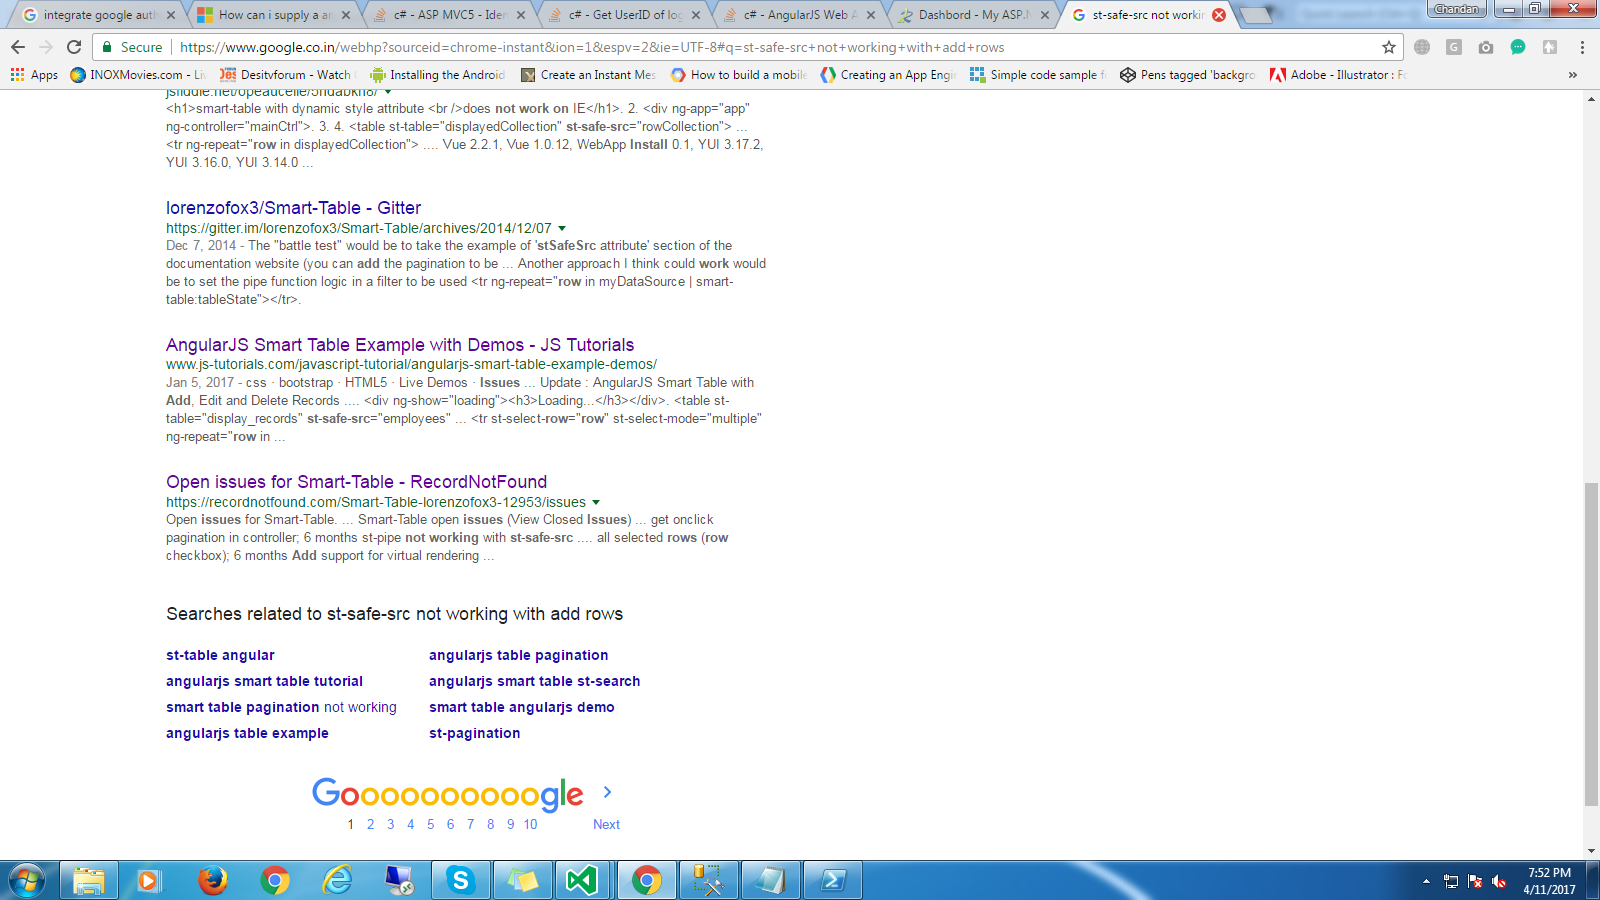 integrate google auth
How can i supply a an
c# - ASP MVC5 - Iden
c# - Get UserID of log
c# - AngularJS Web A
Dashbord - My ASP.N
st-safe-src not workin
Chandan
Secure
https://www.google.co.in/webhp?sourceid=chrome-instant&ion=1&espv=2&ie=UTF-8#q=st-safe-src+not+working+with+add+rows
Apps
INOXMovies.com - Li
Desitvforum - Watch
Installing the Android
Create an Instant Mes
How to build a mobile
Creating an App Engi
Simple code sample f
Pens tagged 'backgro
Adobe - Illustrator : Fo
jsfiddle.net/opeaucelle/5hdabkh8/
<h1>smart-table with dynamic style attribute <br />does not work on IE</h1>. 2. <div ng-app="app"
ng-controller="mainCtrl">. 3. 4. <table st-table="displayedCollection" st-safe-src="rowCollection"> ...
<tr ng-repeat="row in displayedCollection"> .... Vue 2.2.1, Vue 1.0.12, WebApp Install 0.1, YUI 3.17.2,
YUI 3.16.0, YUI 3.14.0 ...
lorenzofox3/Smart-Table - Gitter
https://gitter.im/lorenzofox3/Smart-Table/archives/2014/12/07
Dec 7, 2014 - The "battle test" would be to take the example of 'stSafeSrc attribute' section of the
documentation website (you can add the pagination to be ... Another approach I think could work would
be to set the pipe function logic in a filter to be used <tr ng-repeat="row in myDataSource | smart-
table:tableState"></tr>.
AngularJS Smart Table Example with Demos - JS Tutorials
www.js-tutorials.com/javascript-tutorial/angularjs-smart-table-example-demos/
Jan 5, 2017 - css · bootstrap · HTML5 · Live Demos · Issues ... Update : AngularJS Smart Table with
Add, Edit and Delete Records .... <div ng-show="loading"><h3>Loading...</h3></div>. <table st-
table="display_records" st-safe-src="employees" ... <tr st-select-row="row" st-select-mode="multiple"
ng-repeat="row in ...
Open issues for Smart-Table - RecordNotFound
https://recordnotfound.com/Smart-Table-lorenzofox3-12953/issues
Open issues for Smart-Table. ... Smart-Table open issues (View Closed Issues) ... get onclick
pagination in controller; 6 months st-pipe not working with st-safe-src .... all selected rows (row
checkbox); 6 months Add support for virtual rendering ...
Searches related to st-safe-src not working with add rows
st-table angular
angularjs table pagination
angularjs smart table tutorial
angularjs smart table st-search
smart table pagination not working
smart table angularjs demo
angularjs table example
st-pagination
Goooooooooogle
1 2 3 4 5 6 7 8 9 10 Next
7:52 PM
4/11/2017